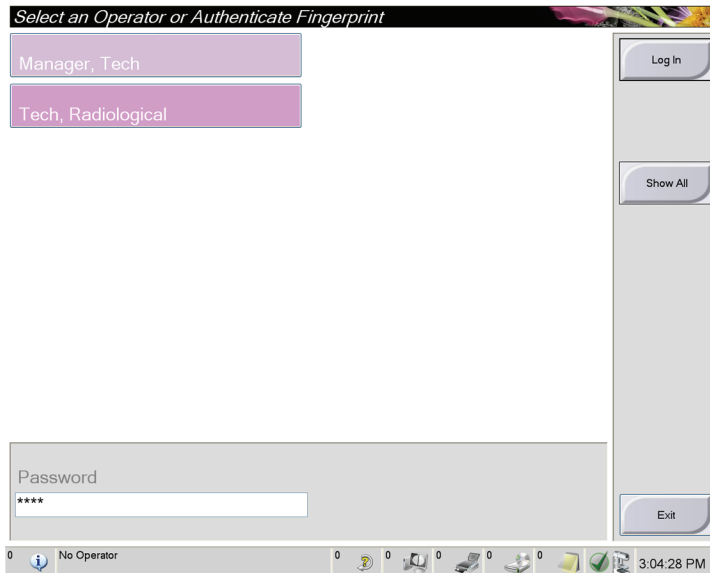 Select an Operator or Authenticate Fingerprint
Manager, Tech
Log In
Tech, Radiological
Show All
Password
****
Exit
0
No Operator
0
0
0
0
0
3:04:28 PM